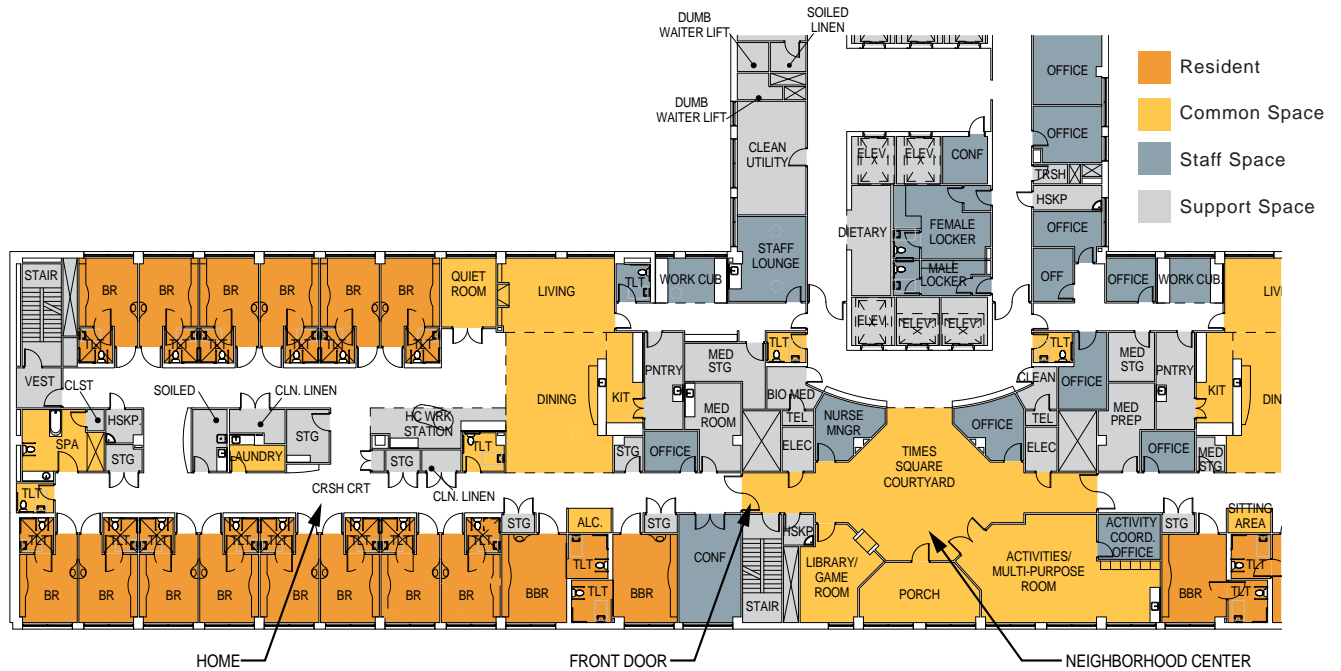 DUMB
WAITER LIFT
SOILED
LINEN
DUMB
WAITER LIFT
CLEAN
UTILITY
STAFF
LOUNGE
ELEV
ELEV
CONF
DIETARY
FEMALE
LOCKER
MALE
LOCKER
ELEV
ELEV
ELEV
OFFICE
OFFICE
TRSH
HSKP
OFFICE
OFF
OFFICE
WORK CUB.
Resident
Common Space
Staff Space
Support Space
STAIR
BR
BR
BR
BR
BR
BR
QUIET
ROOM
LIVING
TLT
WORK CUB
TLT
TLT
TLT
TLT
TLT
TLT
VEST
CLST
SOILED
CLN. LINEN
SPA
HSKP.
STG
AUNDRY
STG
HC WRK
STATION
STG
TLT
CLN. LINEN
CRSH CRT
TLT
DINING
KIT
PNTRY
STG
OFFICE
MED
STG
MED
ROOM
TLT
BIO MED
TEL
ELEC
NURSE
MNGR
TIMES
SQUARE
COURTYARD
OFFICE
TLT
CLEAN
TEL
ELEC
OFFICE
MED
STG
MED
PREP
PNTRY
OFFICE
MED
STG
KIT
LIVI
DIN
TLT
TLT
TLT
TLT
TLT
TLT
TLT
TLT
BR
BR
BR
BR
BR
BR
BR
BR
STG
BBR
ALC.
TLT
TLT
STG
BBR
CONF
HSKP
STAIR
LIBRARY/
GAME
ROOM
PORCH
ACTIVITIES/
MULTI-PURPOSE
ROOM
ACTIVITY
COORD.
OFFICE
STG
BBR
SITTING
AREA
TLT
TLT
HOME
FRONT DOOR
NEIGHBORHOOD CENTER